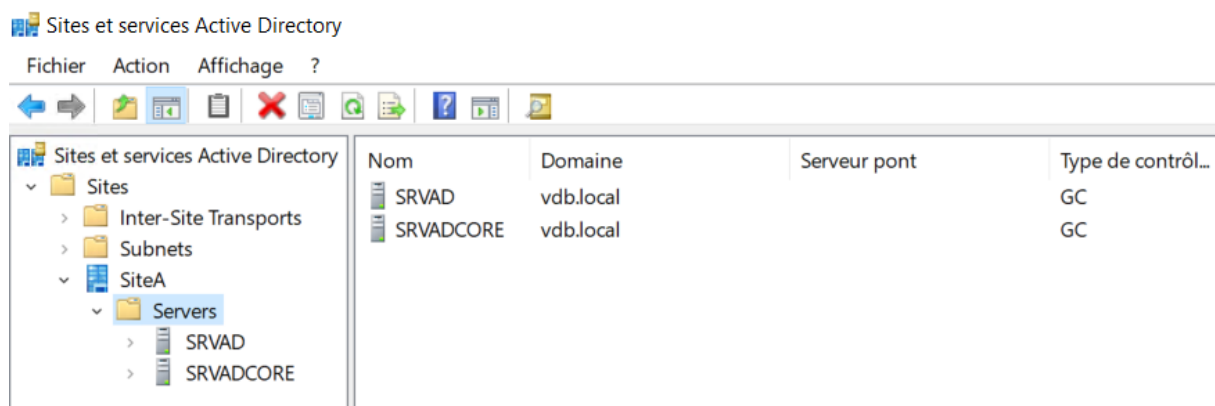 Sites et services Active Directory
Fichier Action Affichage ?
Sites et services Active Directory
Sites
Inter-Site Transports
Subnets
SiteA
Servers
SRVAD
SRVADCORE
Nom Domaine Serveur pont Type de contrôl...
SRVAD vdb.local GC
SRVADCORE vdb.local GC